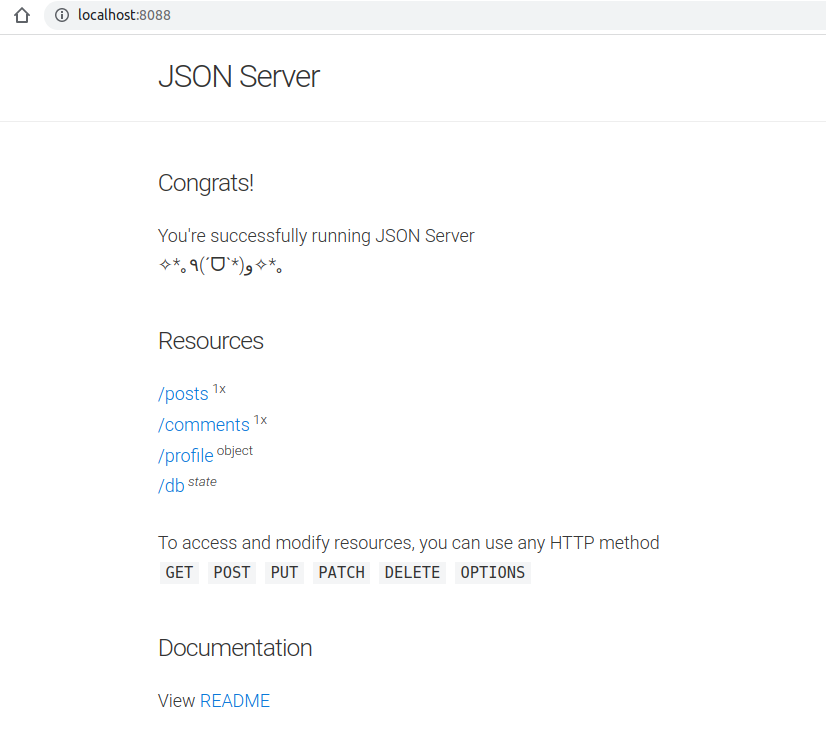 localhost:8088
JSON Server
Congrats!
You're successfully running JSON Server
✧*｡٩(ˊᗜˋ*)و✧*｡
Resources
/posts 1x
/comments 1x
/profile object
/db state
To access and modify resources, you can use any HTTP method
GET POST PUT PATCH DELETE OPTIONS
Documentation
View README